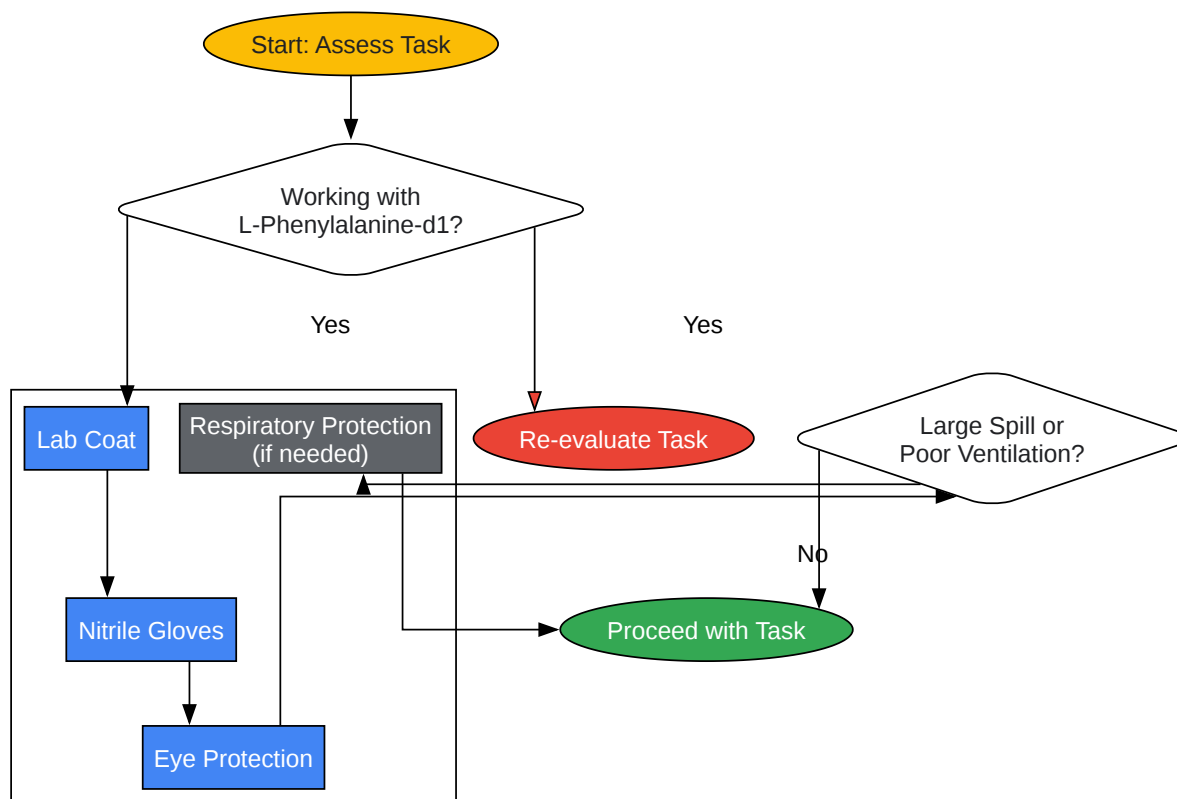 Start: Assess Task
Working with
L-Phenylalanine-d1?
Yes
Yes
Lab Coat
Respiratory Protection
(if needed)
Re-evaluate Task
Large Spill or
Poor Ventilation?
No
Nitrile Gloves
Proceed with Task
Eye Protection